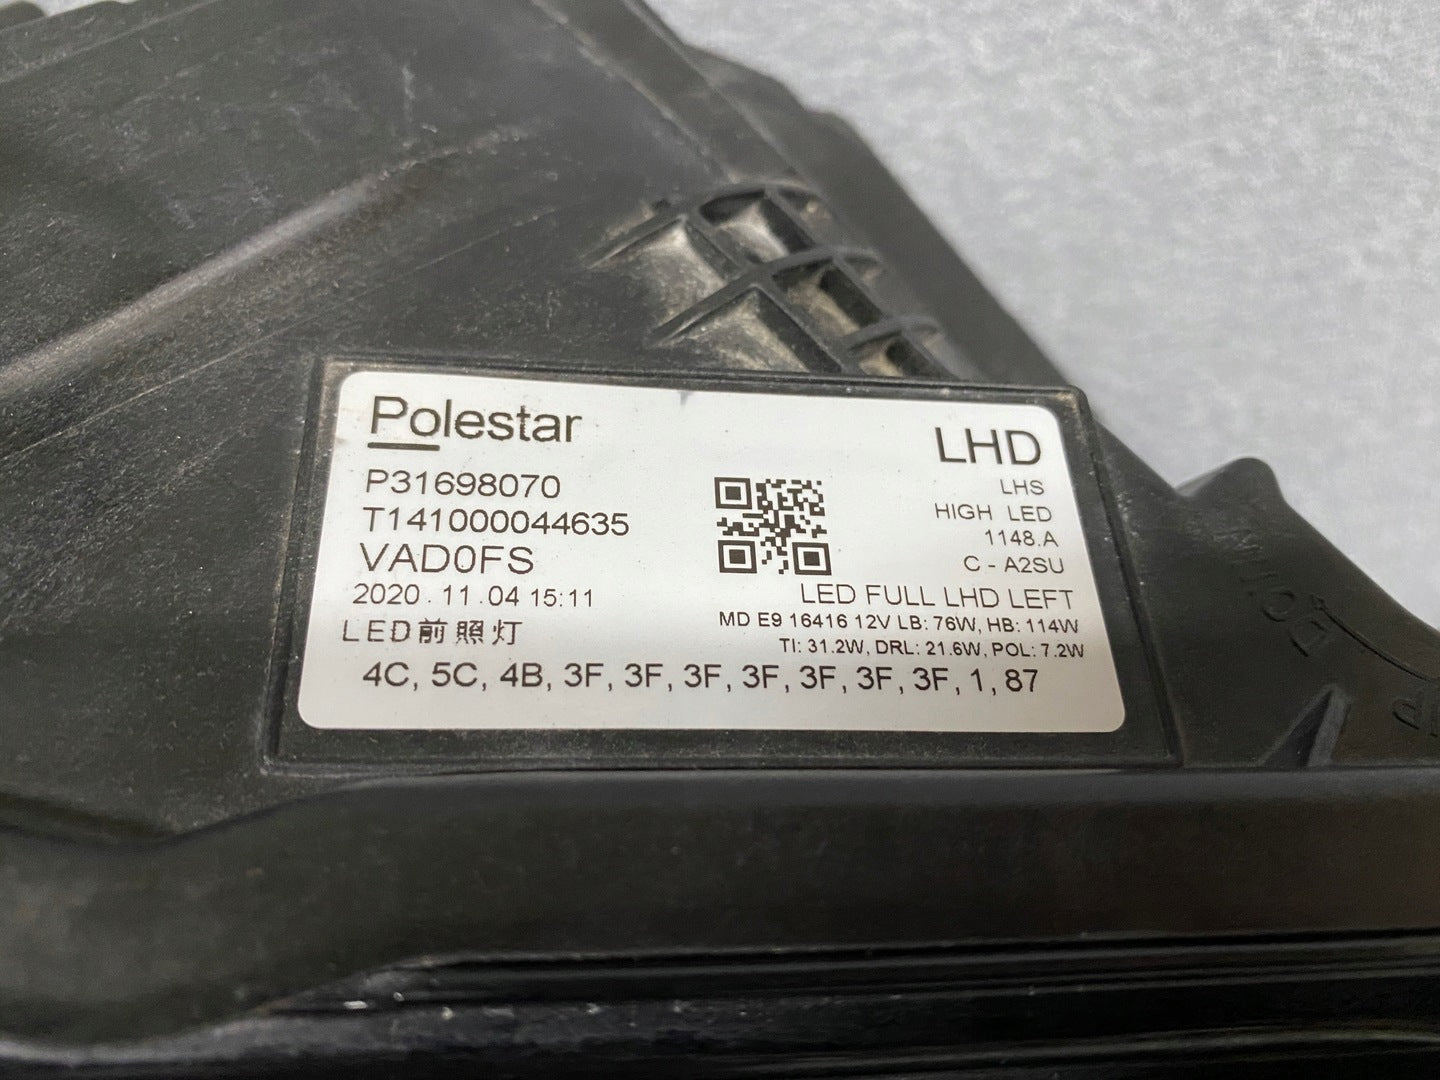 Polestar
LHD
P31698070
T141000044635
VAD0FS
2020.11.04 15:11
LED前照灯
LHS
HIGH LED
1148.A
C - A2SU
LED FULL LHD LEFT
MD E9 16416 12V LB: 76W, HB: 114W
TI: 31.2W, DRL: 21.6W, POL: 7.2W
4C, 5C, 4B, 3F, 3F, 3F, 3F, 3F, 3F, 3F, 1, 87